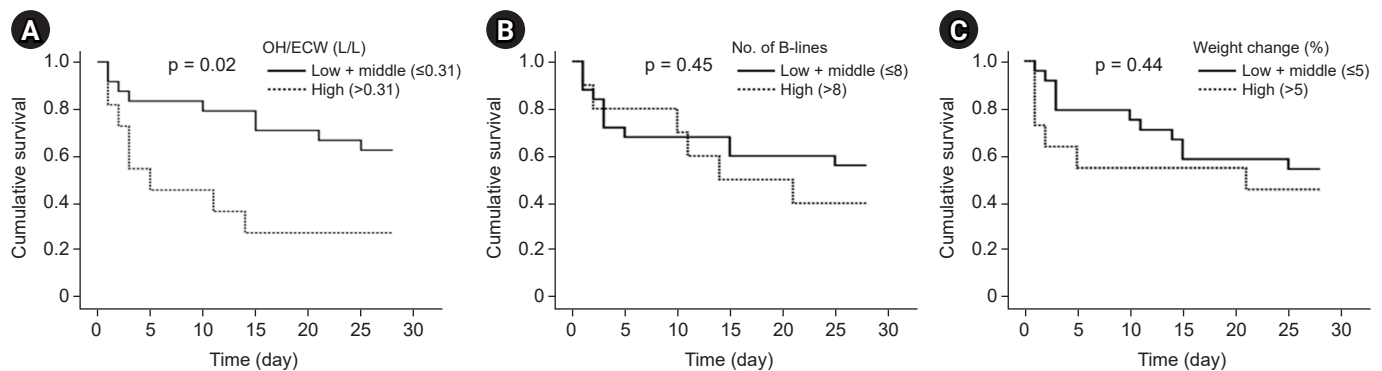 A
OH/ECW (L/L)
p = 0.02
Low + middle (≤0.31)
High (>0.31)
Cumulative survival
1.0
0.8
0.6
0.4
0.2
0
0 5 10 15 20 25 30
Time (day)
B
No. of B-lines
p = 0.45
Low + middle (≤8)
High (>8)
Cumulative survival
1.0
0.8
0.6
0.4
0.2
0
0 5 10 15 20 25 30
Time (day)
C
Weight change (%)
p = 0.44
Low + middle (≤5)
High (>5)
Cumulative survival
1.0
0.8
0.6
0.4
0.2
0
0 5 10 15 20 25 30
Time (day)